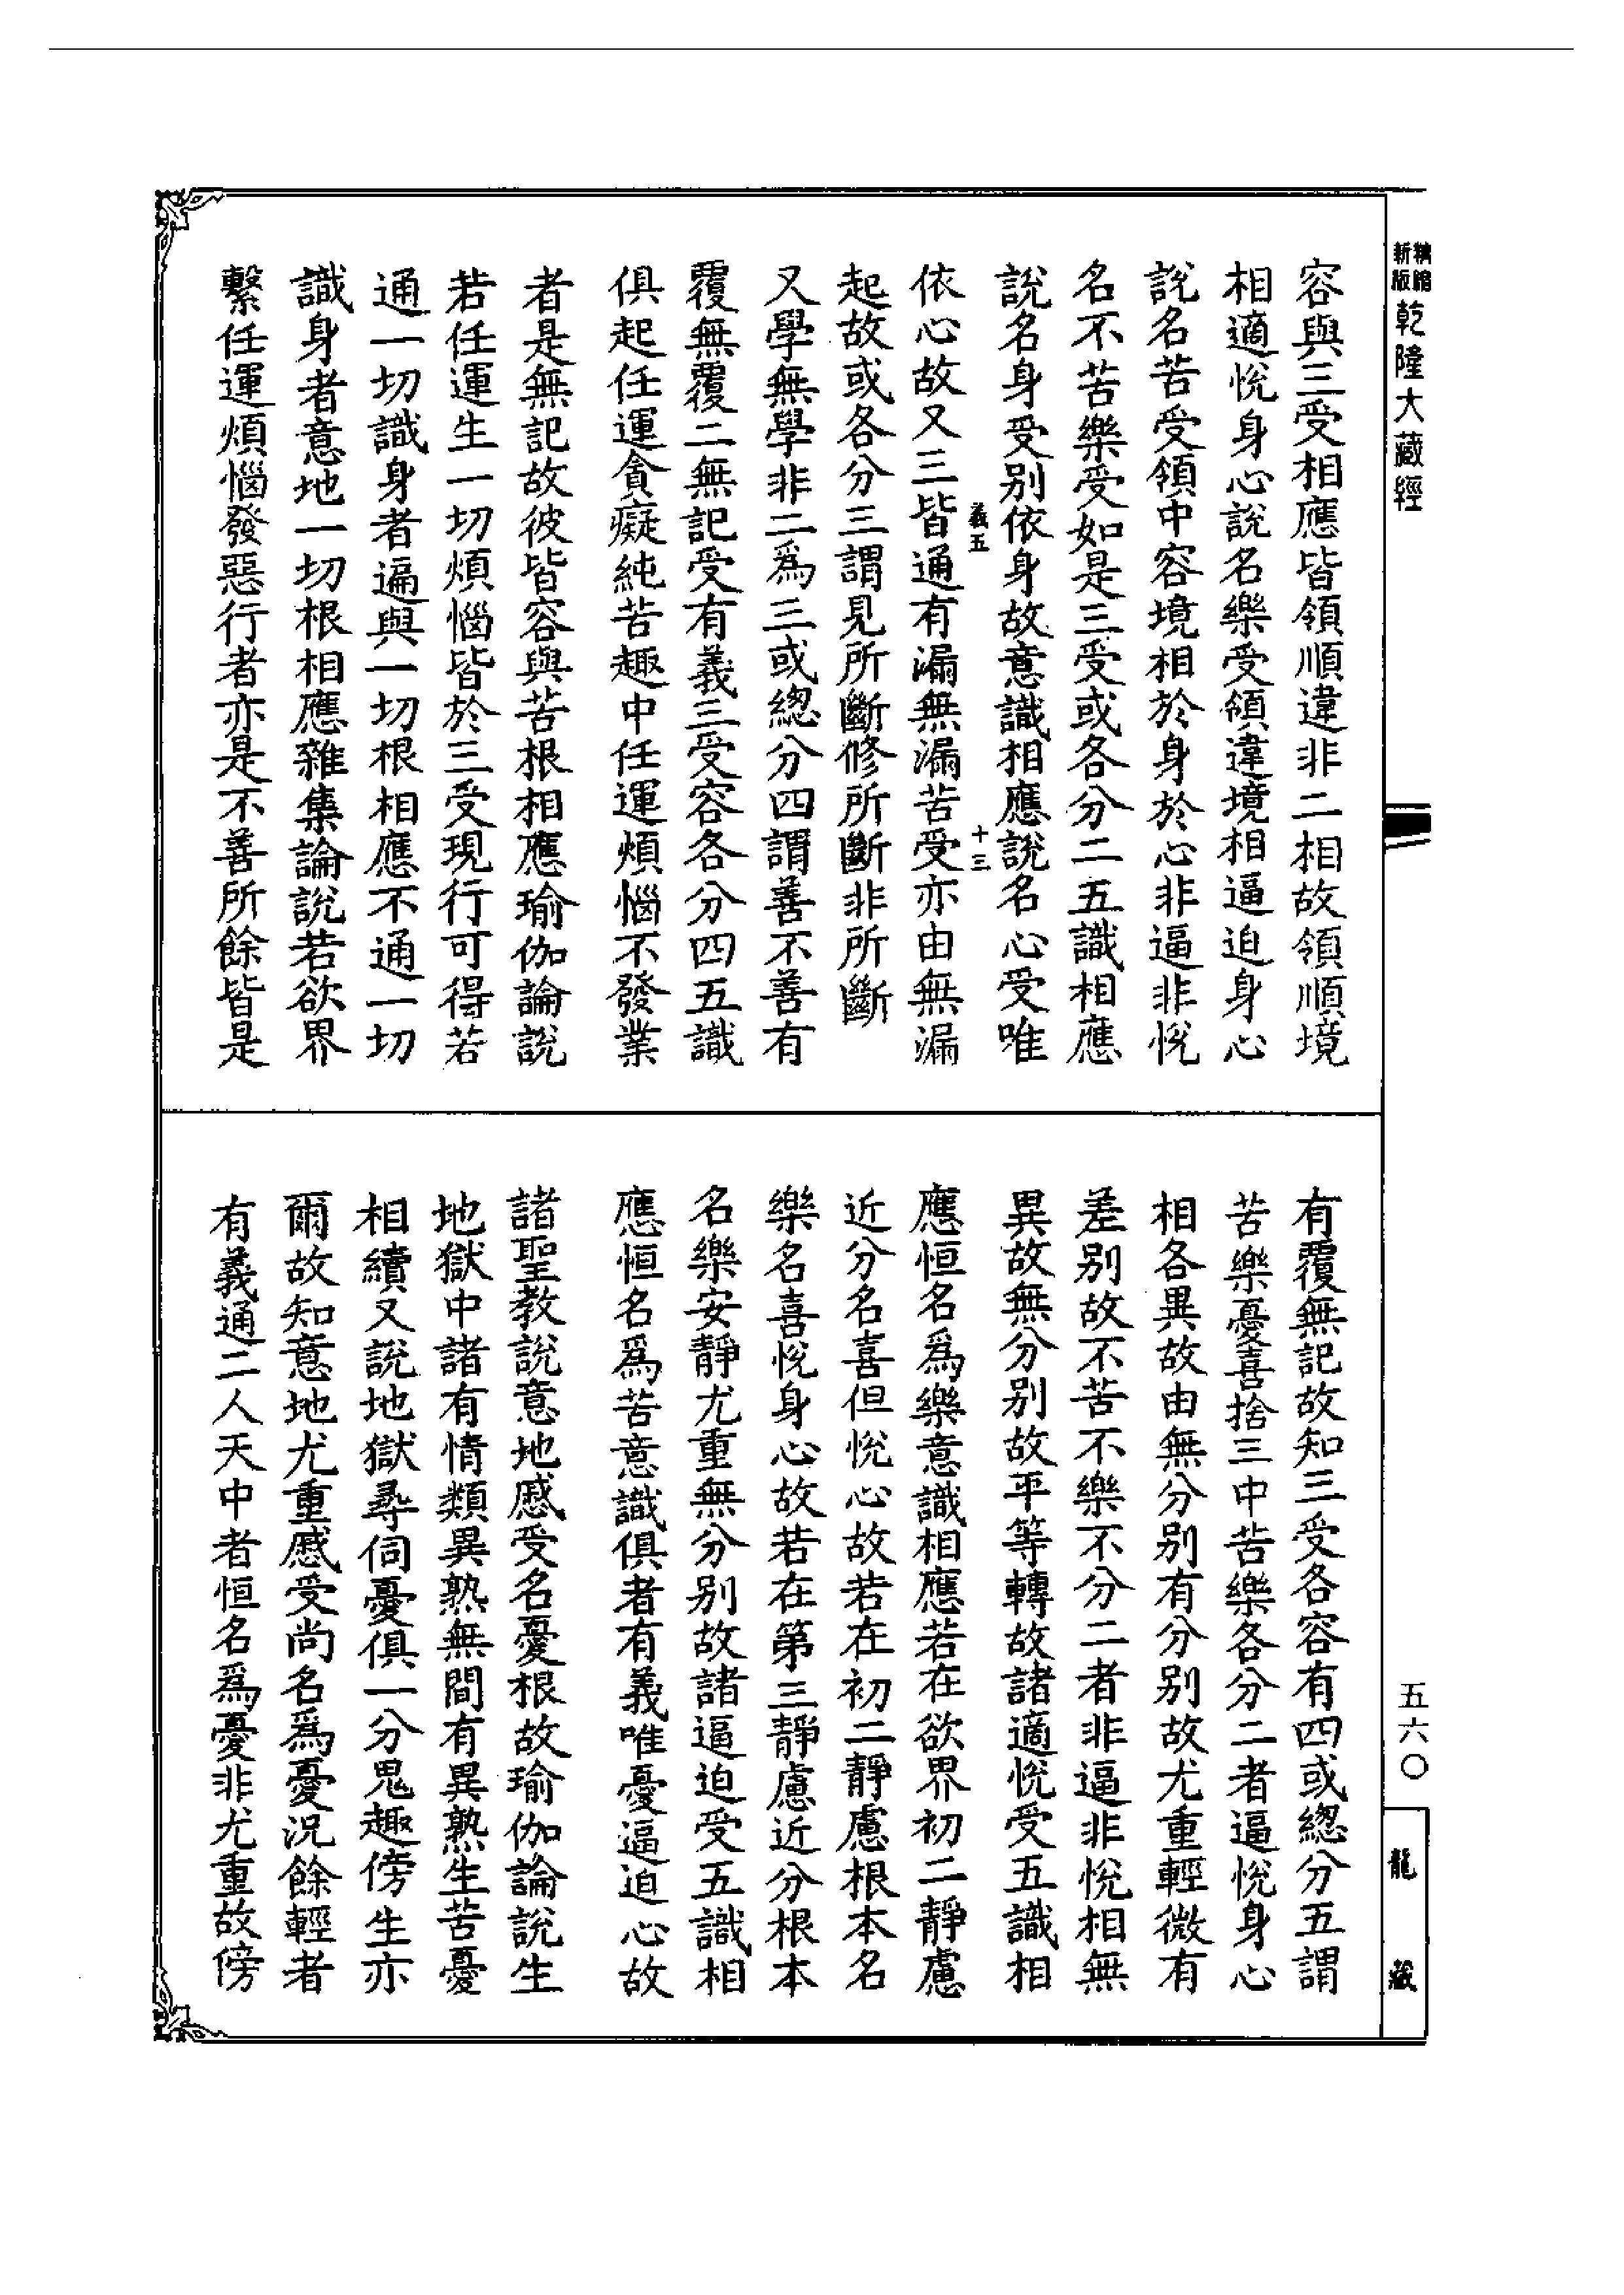 精縮新版乾隆大藏經
容與三受相應皆領順違非二相故領順境
相適悅身心說名樂受領違境相逼迫身心
說名苦受領中容境相於身於心非逼非悅
名不苦樂受如是三受或各分二五識相應
說名身受別依身故意識相應說名心受唯
義五 十三
依心故又三皆通有漏無漏苦受亦由無漏
起故或各分三謂見所斷修所斷非所斷
又學無學非二為三或總分四謂善不善有
覆無覆二無記受有義三受容各分四五識
俱起任運貪癡純苦趣中任運煩惱不發業
者是無記故彼皆容與苦根相應瑜伽論說
若任運生一切煩惱皆於三受現行可得若
通一切識身者遍與一切根相應不通一切
識身者意地一切根相應雜集論說若欲界
繫任運煩惱發惡行者亦是不善所餘皆是
有覆無記故知三受各容有四或總分五謂
苦樂憂喜捨三中苦樂各分二者逼悅身心
相各異故由無分別有分別故尤重輕微有
差別故不苦不樂不分二者非逼非悅相無
異故無分別故平等轉故諸適悅受五識相
應恒名為樂意識相應若在欲界初二靜慮
近分名喜但悅心故若在初二靜慮根本名
樂名喜悅身心故若在第三靜慮近分根本
名樂安靜尤重無分別故諸逼迫受五識相
應恒名為苦意識俱者有義唯憂逼迫心故
諸聖教說意地慼受名憂根故瑜伽論說生
地獄中諸有情類異熟無間有異熟生苦憂
相續又說地獄尋伺憂俱一分鬼趣傍生亦
爾故知意地尤重慼受尚名為憂況餘輕者
有義通二人天中者恒名為憂非尤重故傍
五六〇
龍藏